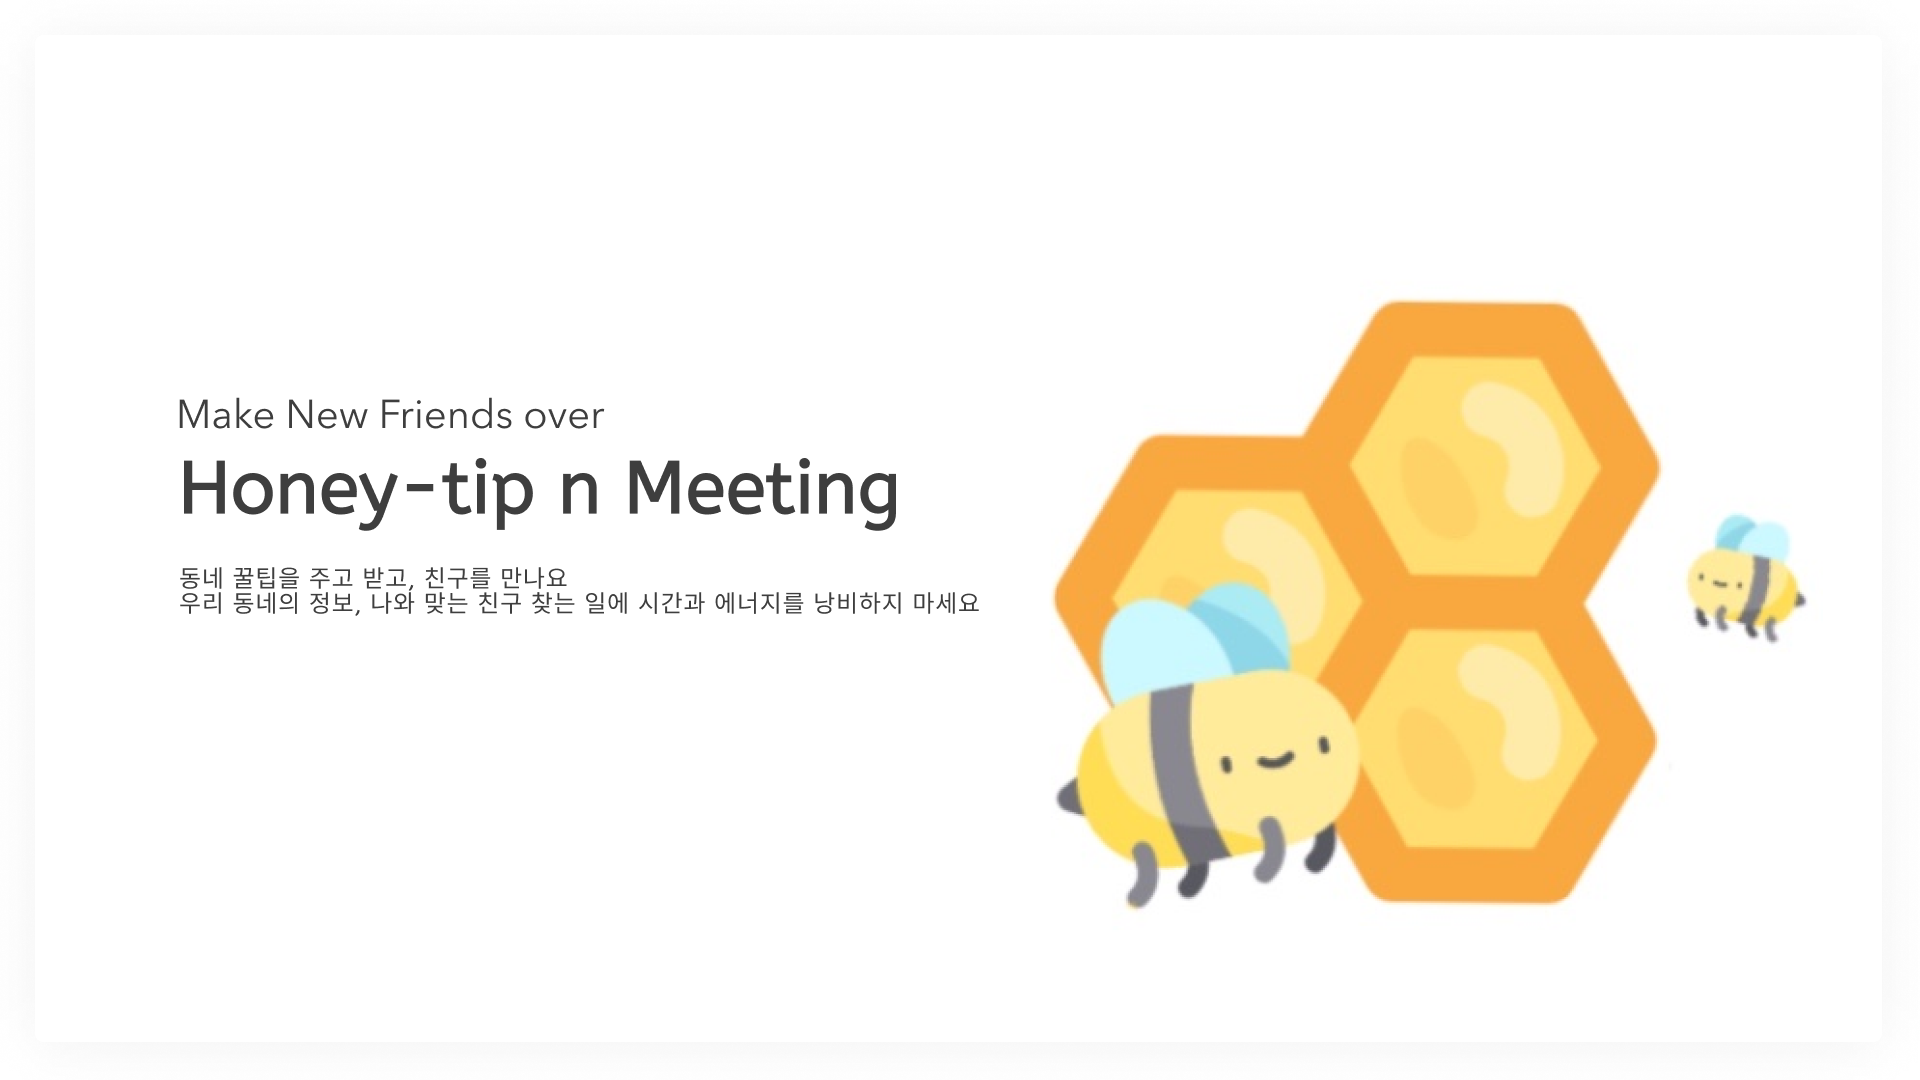 Make New Friends over
Honey-tip n Meeting
동네 꿀팁을 주고 받고, 친구를 만나요
우리 동네의 정보, 나와 맞는 친구 찾는 일에 시간과 에너지를 낭비하지 마세요